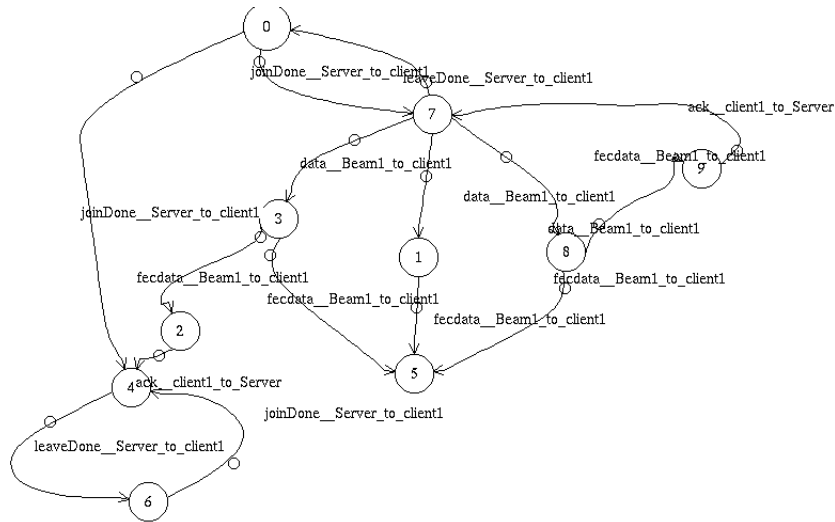 0
joinDone__Server_to_client1
leaveDone__Server_to_client1
7
ack__client1_to_Server
data__Beam1_to_client1
fecdata__Beam1_to_client1
9
data__Beam1_to_client1
joinDone__Server_to_client1
3
data__Beam1_to_client1
1
8
fecdata__Beam1_to_client1
fecdata__Beam1_to_client1
fecdata__Beam1_to_client1
fecdata__Beam1_to_client1
2
5
4
ack__client1_to_Server
joinDone__Server_to_client1
leaveDone__Server_to_client1
6